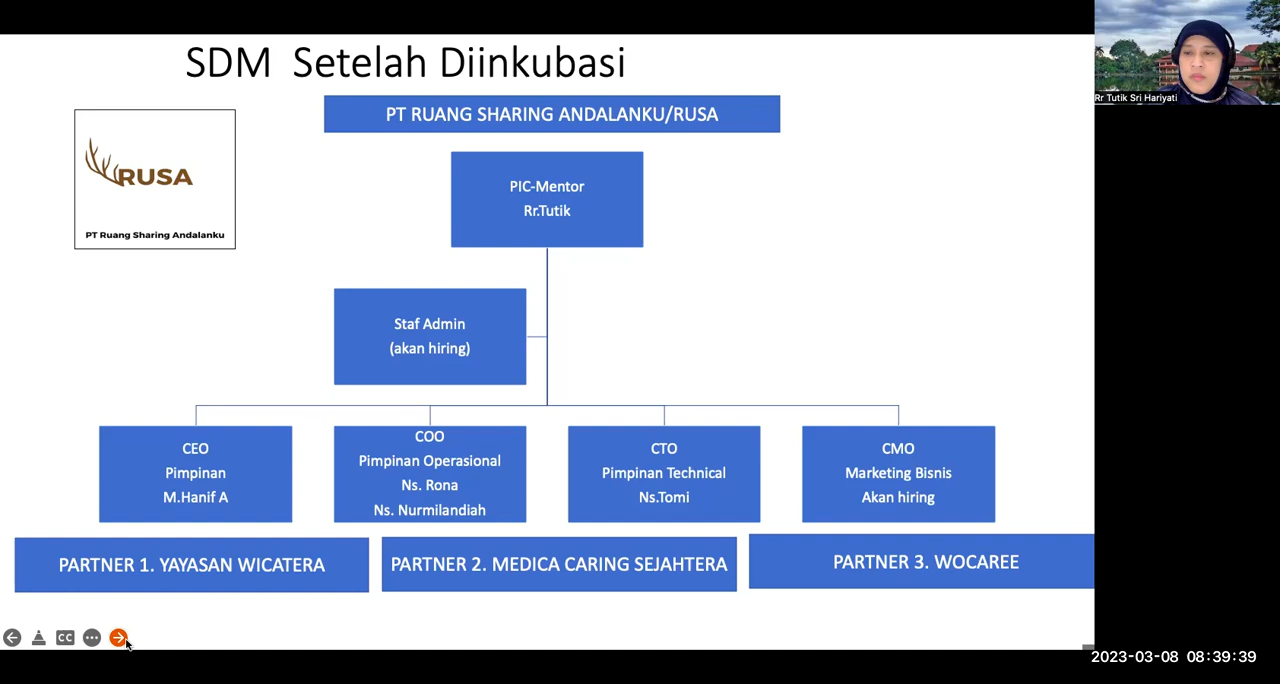 SDM Setelah Diinkubasi
PT RUANG SHARING ANDALANKU/RUSA
RUSA
PT Ruang Sharing Andalanku
PIC-Mentor
Rr.Tutik
Staf Admin
(akan hiring)
CEO
Pimpinan
M.Hanif A
COO
Pimpinan Operasional
Ns. Rona
Ns. Nurmilandiah
CTO
Pimpinan Technical
Ns.Tomi
CMO
Marketing Bisnis
Akan hiring
PARTNER 1. YAYASAN WICATERA
PARTNER 2. MEDICA CARING SEJAHTERA
PARTNER 3. WOCAREE
CC
Rr Tutik Sri Hariyati
2023-03-08 08:39:39